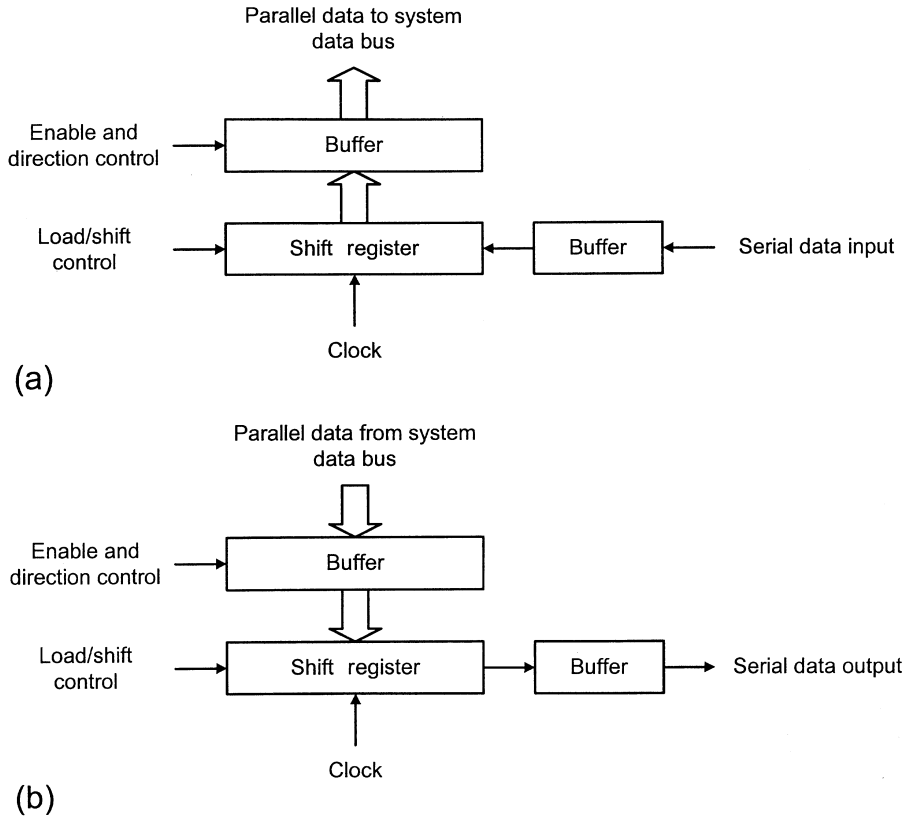 Parallel data to system
data bus
Enable and
direction control
Buffer
Load/shift
control
Shift register
Buffer
Serial data input
Clock
(a)
Parallel data from system
data bus
Enable and
direction control
Buffer
Load/shift
control
Shift register
Buffer
Serial data output
Clock
(b)